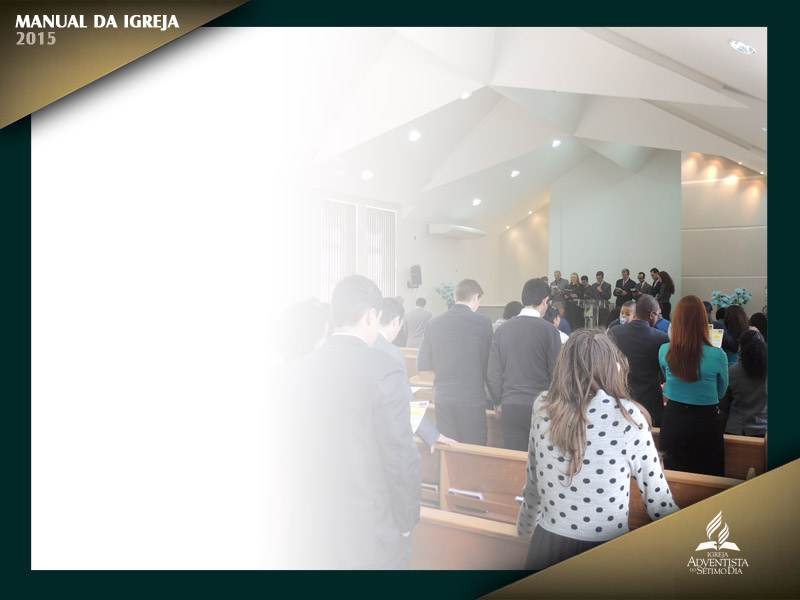 MANUAL DA IGREJA
2015
IGREJA
ADVENTISTA
DO SÉTIMO DIA